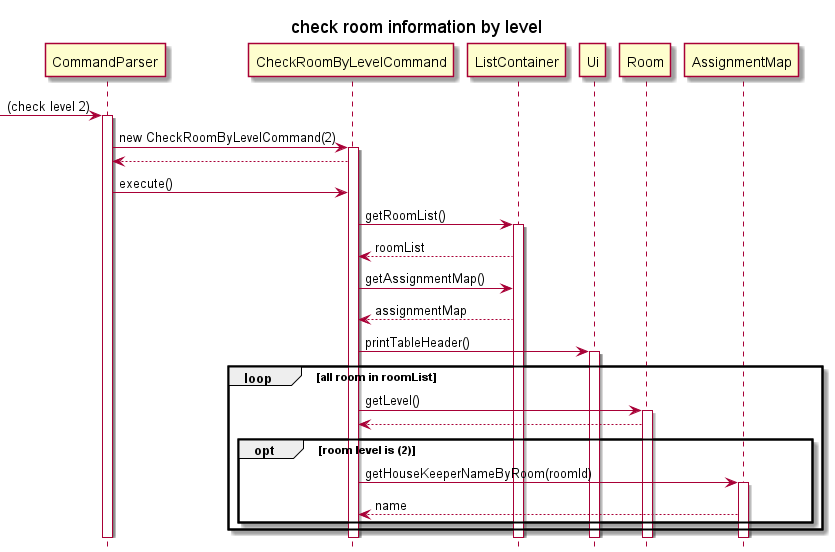 check room information by level
CommandParser
CheckRoomByLevelCommand
ListContainer
Ui
Room
AssignmentMap
(check level 2)
new CheckRoomByLevelCommand(2)
execute()
getRoomList()
roomList
getAssignmentMap()
assignmentMap
printTableHeader()
loop [all room in roomList]
getLevel()
opt [room level is (2)]
getHouseKeeperNameByRoom(roomId)
name